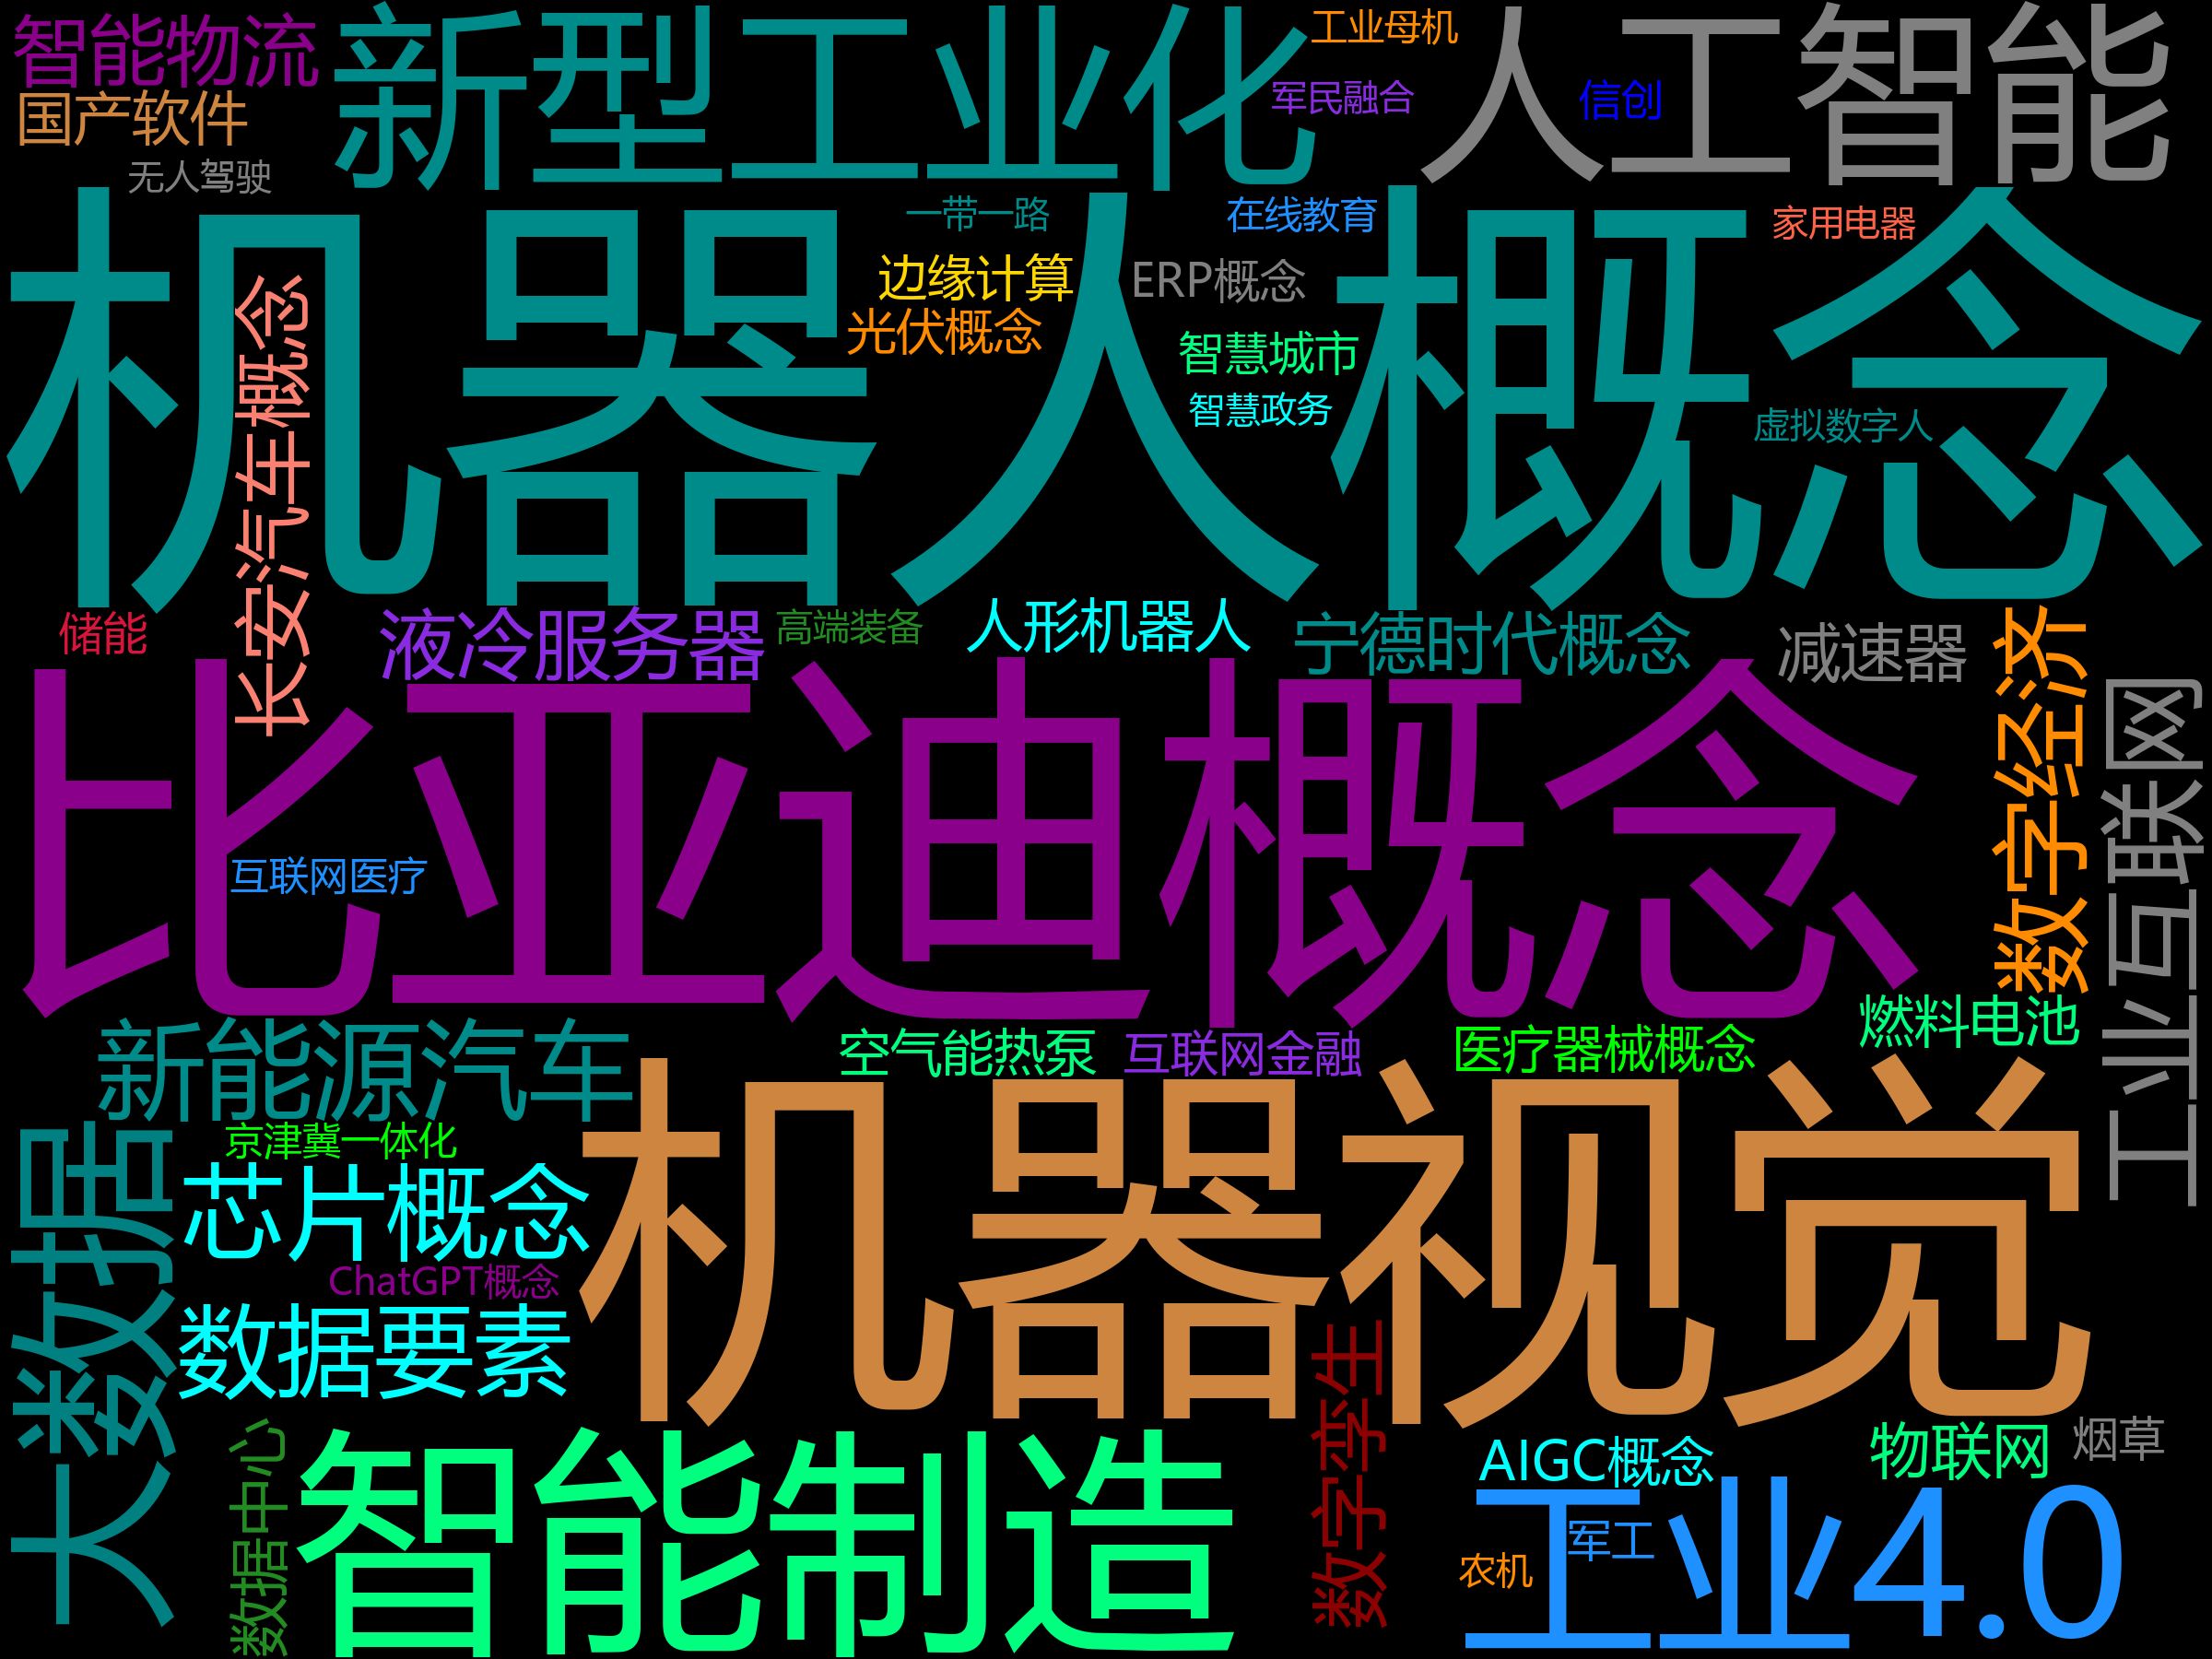 智能物流
新型工业化
工业母机
人工智能
国产软件
军民融合
信创
无人驾驶
机器人概念
一带一路
在线教育
家用电器
边缘计算
ERP概念
光伏概念
智慧城市
智慧政务
虚拟数字人
长安汽车概念
储能
液冷服务器
高端装备
人形机器人
宁德时代概念
减速器
数字经济
工业互联网
比亚迪概念
互联网医疗
新能源汽车
空气能热泵
互联网金融
医疗器械概念
燃料电池
京津冀一体化
大数据
芯片概念
机器视觉
ChatGPT概念
数据要素
数字孪生
数据中心
智能制造
AIGC概念
物联网
烟草
工业4.0
军工
农机